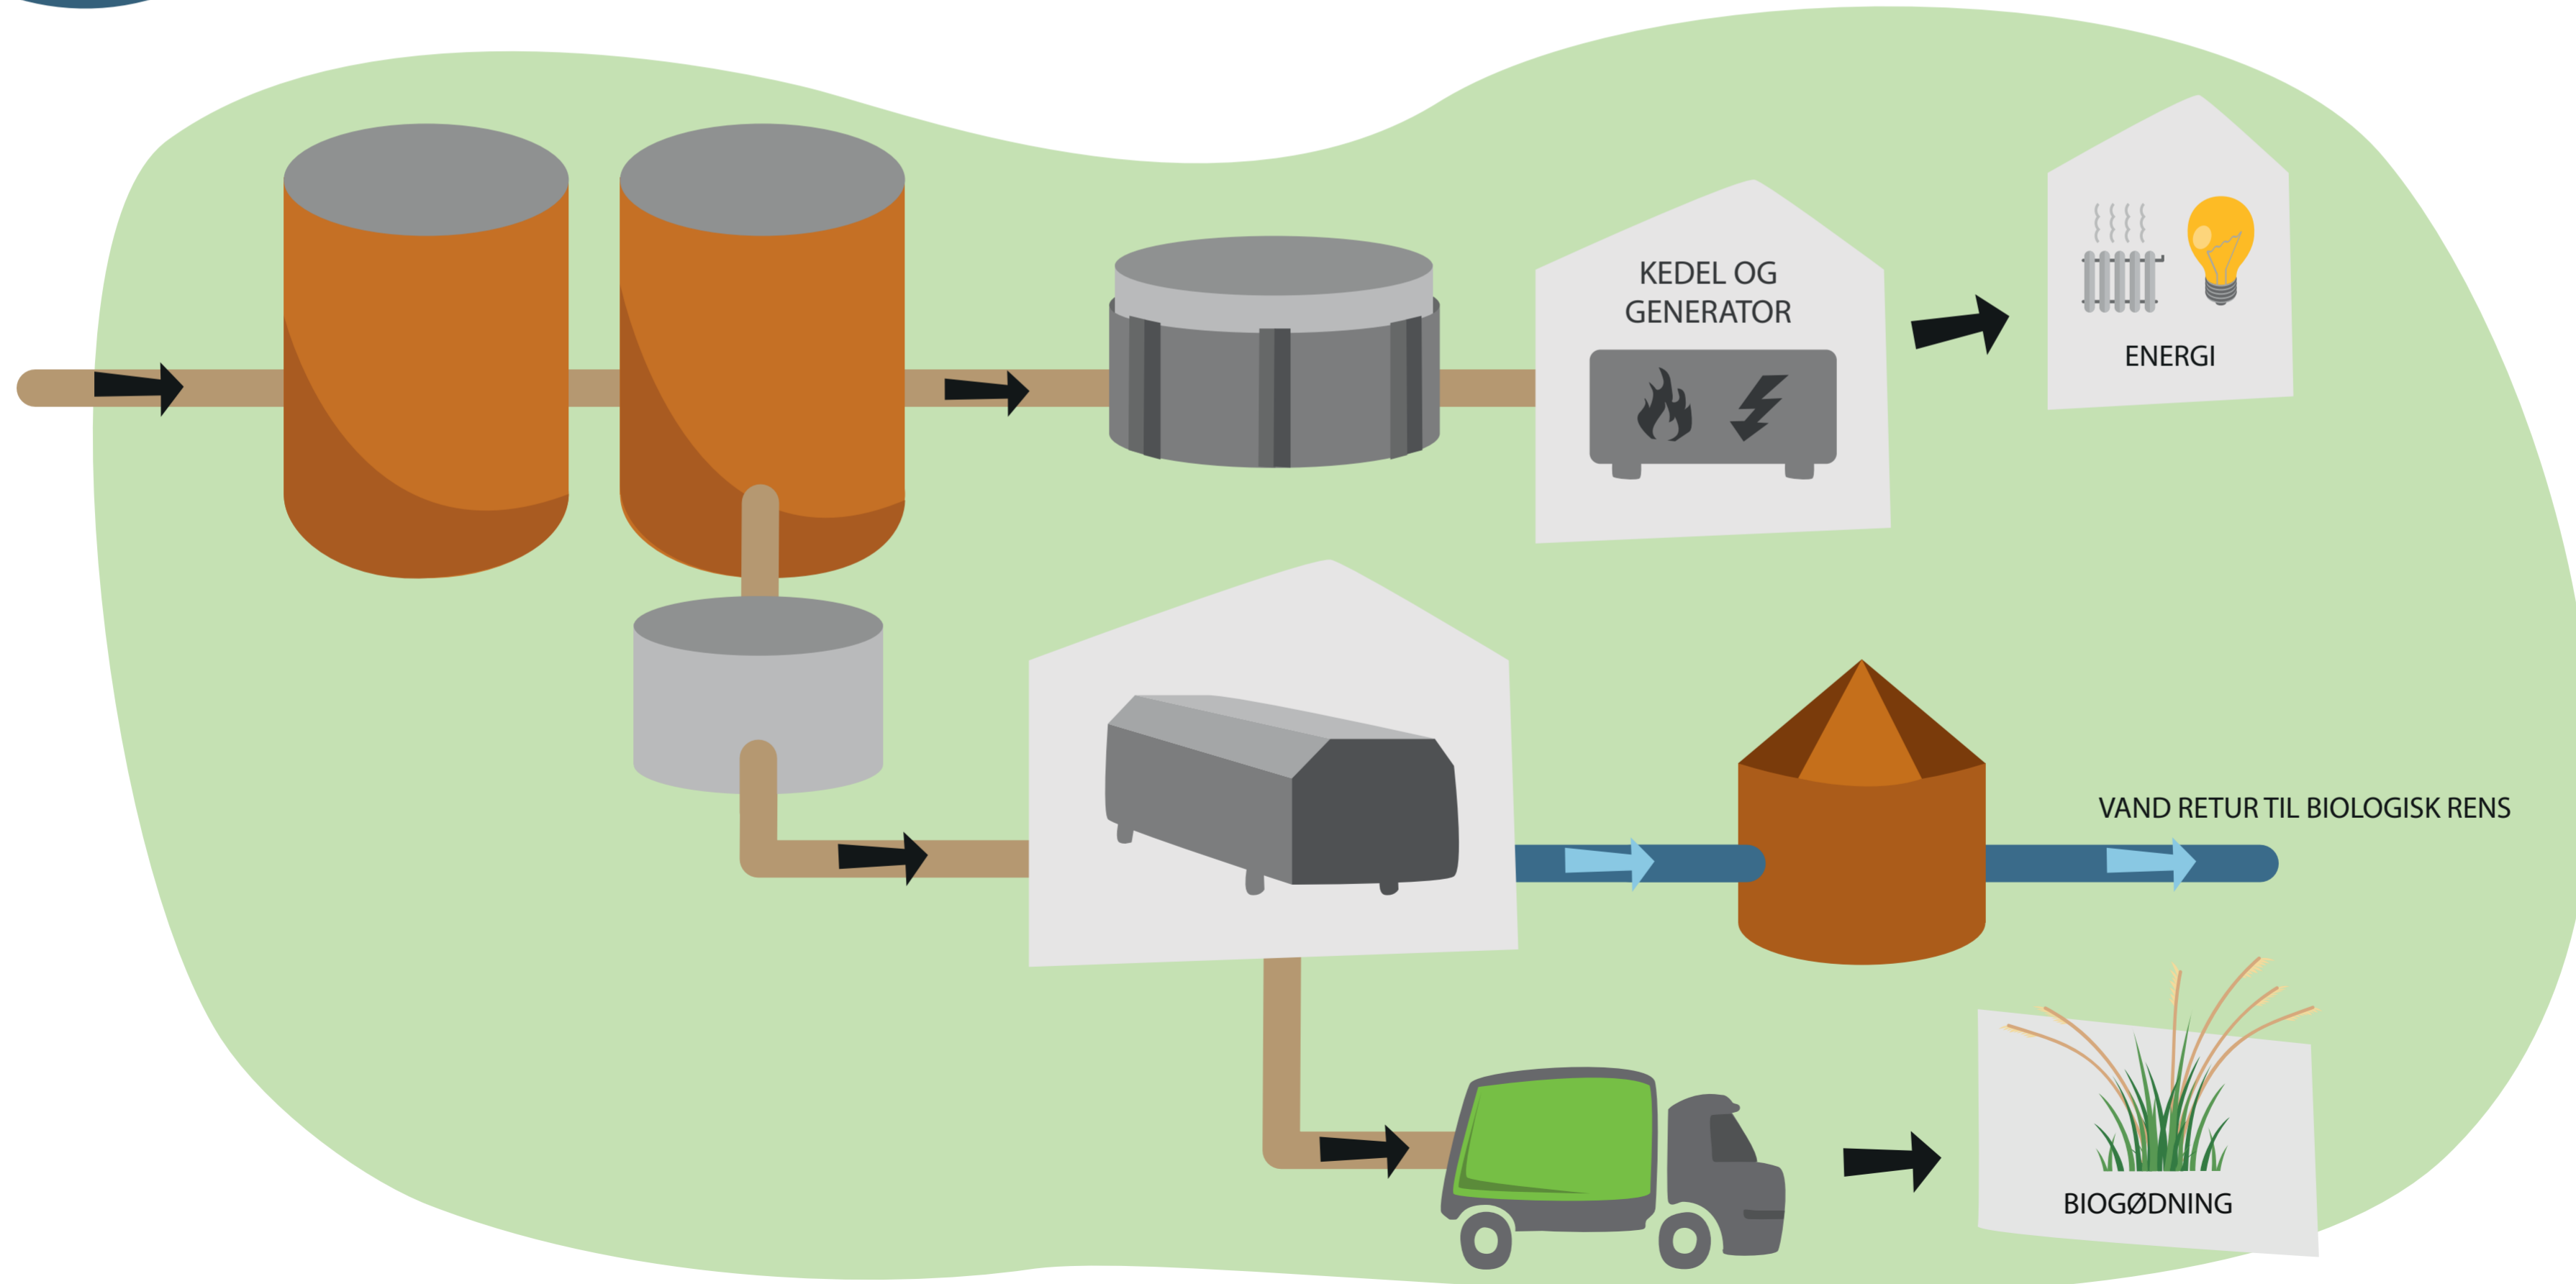 KEDEL OG
GENERATOR
ENERGI
VAND RETUR TIL BIOLOGISK RENS
BIOGØDNING